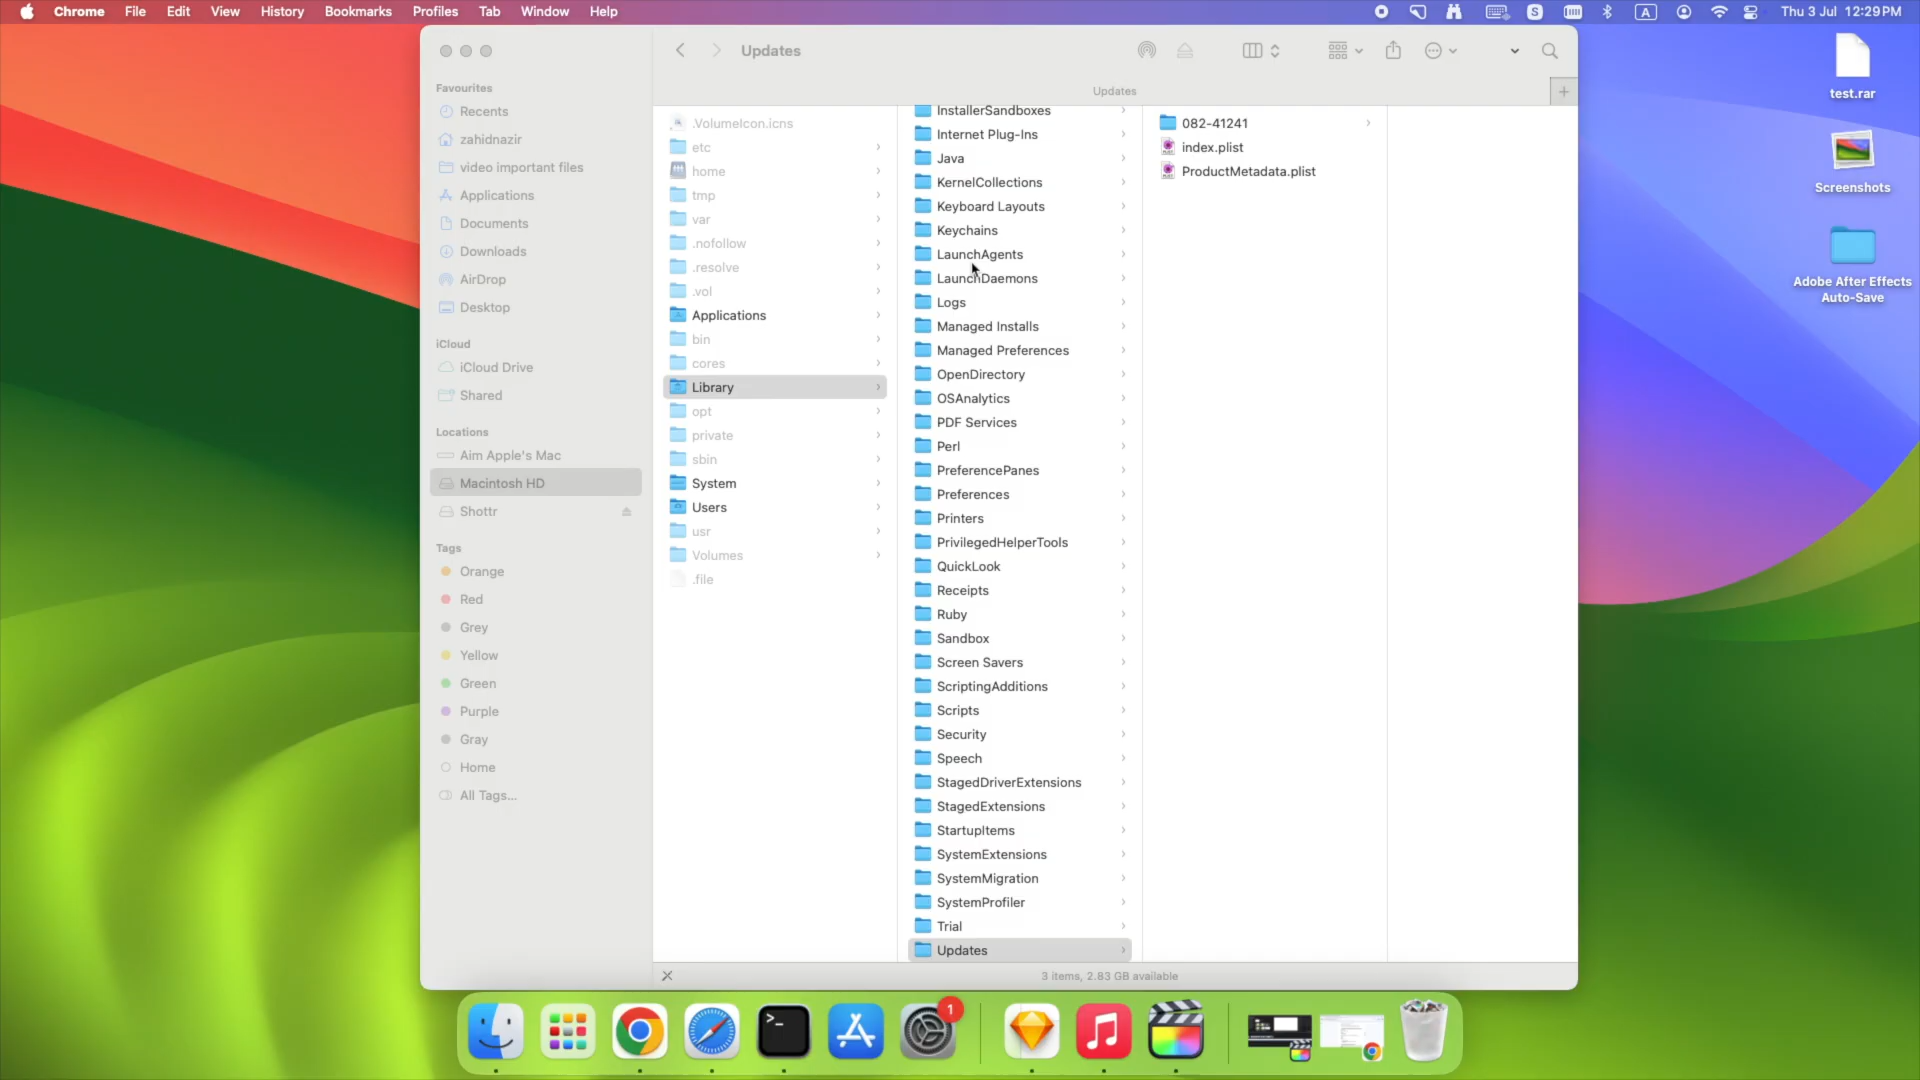 Chrome File Edit View History Bookmarks Profiles Tab Window Help
S A Thu 3 Jul 12:29 PM
Updates
Updates
Favourites
Recents
zahidnazir
video important files
Applications
Documents
Downloads
AirDrop
Desktop
iCloud
iCloud Drive
Shared
Locations
Aim Apple's Mac
Macintosh HD
Shottr
Tags
Orange
Red
Grey
Yellow
Green
Purple
Gray
Home
All Tags...
.VolumeIcon.icns
etc
home
tmp
var
.nofollow
.resolve
.vol
Applications
bin
cores
Library
opt
private
sbin
System
Users
usr
Volumes
.file
InstallerSandboxes
Internet Plug-Ins
Java
KernelCollections
Keyboard Layouts
Keychains
LaunchAgents
LaunchDaemons
Logs
Managed Installs
Managed Preferences
OpenDirectory
OSAnalytics
PDF Services
Perl
PreferencePanes
Preferences
Printers
PrivilegedHelperTools
QuickLook
Receipts
Ruby
Sandbox
Screen Savers
ScriptingAdditions
Scripts
Security
Speech
StagedDriverExtensions
StagedExtensions
StartupItems
SystemExtensions
SystemMigration
SystemProfiler
Trial
Updates
082-41241
index.plist
ProductMetadata.plist
3 items, 2.83 GB available
test.rar
Screenshots
Adobe After Effects
Auto-Save
1